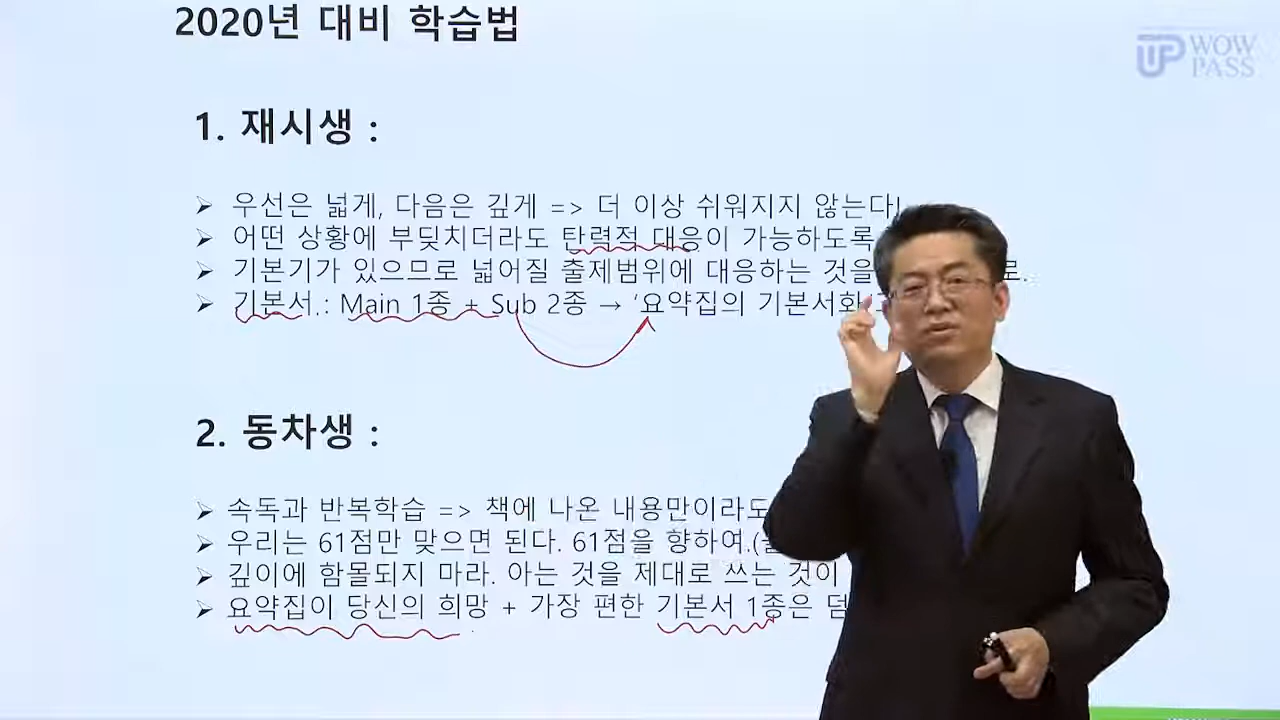 2020년 대비 학습법
WOW
PASS
1. 재시생 :
우선은 넓게, 다음은 깊게 => 더 이상 쉬워지지 않는다!
어떤 상황에 부딪치더라도 탄력적 대응이 가능하도록
기본기가 있으므로 넓어질 출제범위에 대응하는 것을 로.
기본서.: Main 1종 + Sub 2종 → '요약집의 기본서화
2. 동차생 :
속독과 반복학습 => 책에 나온 내용만이라도
우리는 61점만 맞으면 된다. 61점을 향하여.
깊이에 함몰되지 마라. 아는 것을 제대로 쓰는 것이
요약집이 당신의 희망 + 가장 편한 기본서 1종은 덤